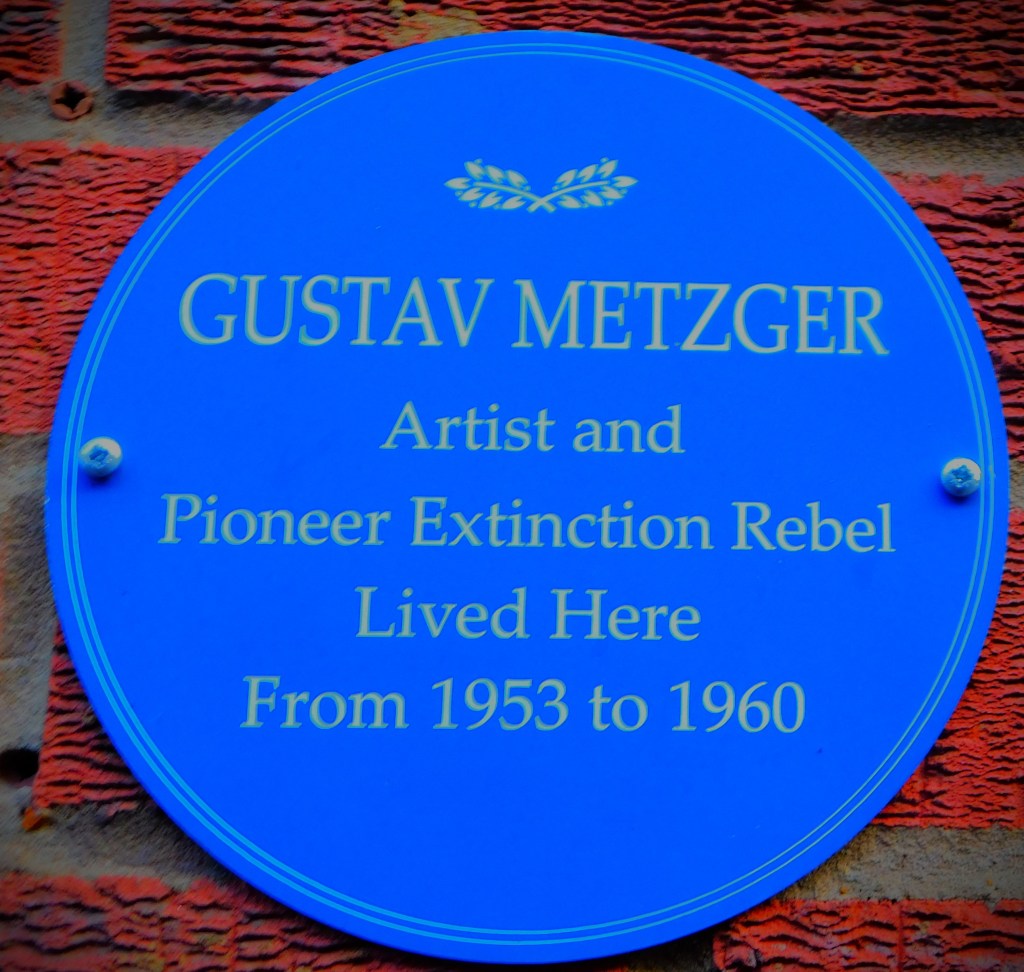 GUSTAV METZGER
Artist and
Pioneer Extinction Rebel
Lived Here
From 1953 to 1960